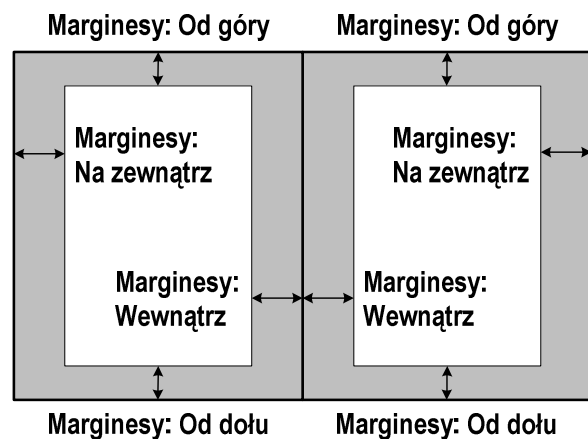 Marginesy: Od góry
Marginesy: Od góry
Marginesy:
Na zewnątrz
Marginesy:
Na zewnątrz
Marginesy:
Wewnątrz
Marginesy:
Wewnątrz
Marginesy: Od dołu
Marginesy: Od dołu